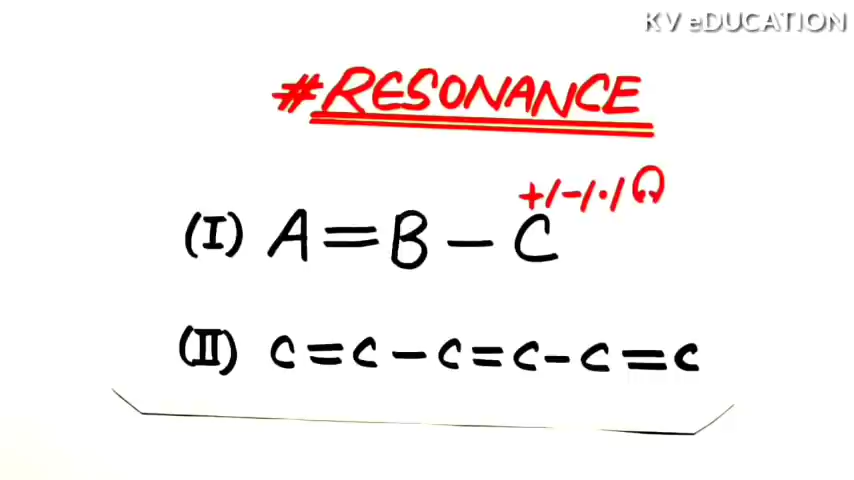 KV eDUCATION
#RESONANCE
+/-/·/
(I) A=B-C
(II) C=C-C=C-C=C